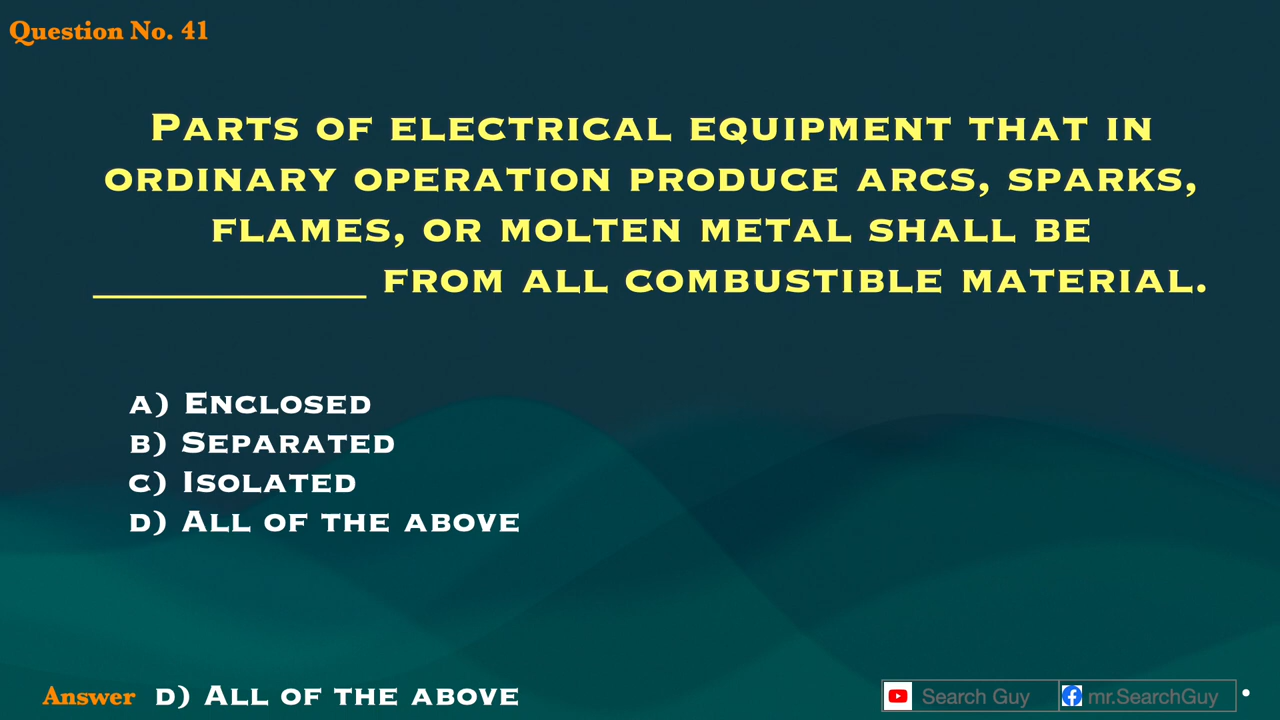 Question No. 41
Parts of electrical equipment that in
ordinary operation produce arcs, sparks,
flames, or molten metal shall be
______________ from all combustible material.
a) Enclosed
b) Separated
c) Isolated
d) All of the above
Answer d) All of the above
Search Guy mr.SearchGuy